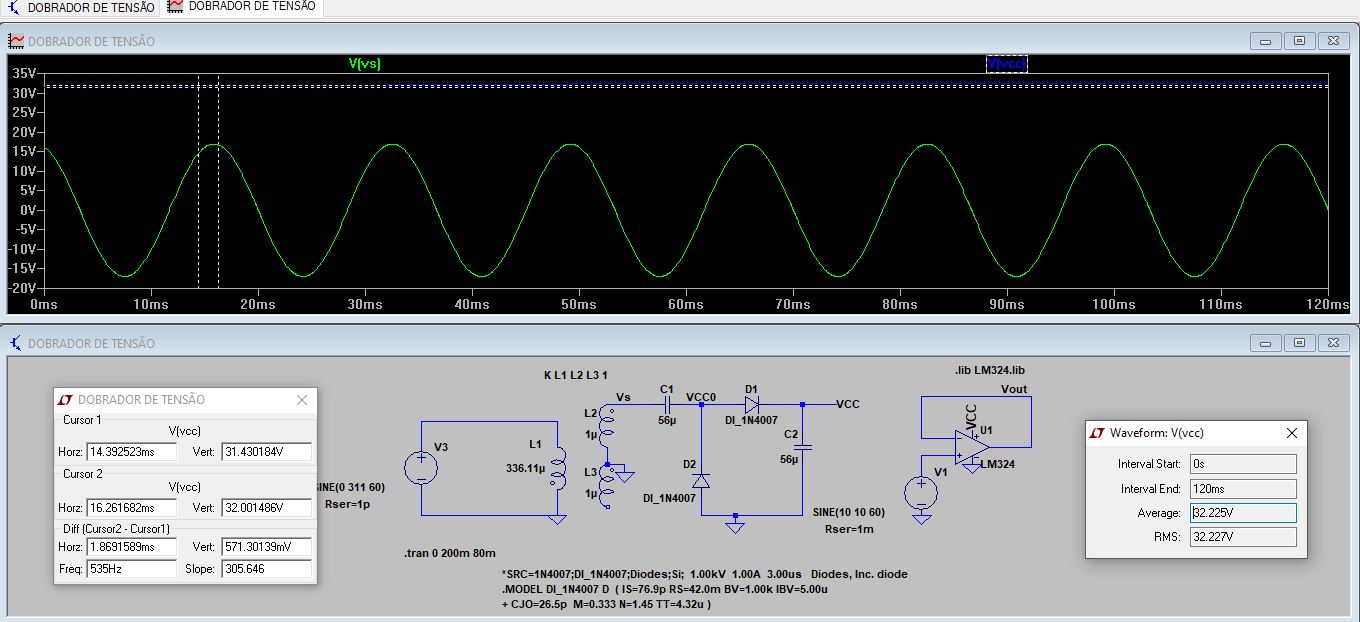 DOBRADOR DE TENSÃO DOBRADOR DE TENSÃO
DOBRADOR DE TENSÃO
V(vs) V(vcc)
35V
30V
25V
20V
15V
10V
5V
0V
-5V
-10V
-15V
-20V
0ms 10ms 20ms 30ms 40ms 50ms 60ms 70ms 80ms 90ms 100ms 110ms 120ms
DOBRADOR DE TENSÃO
DOBRADOR DE TENSÃO
Cursor 1
V(vcc)
Horz: 14.392523ms Vert: 31.430184V
Cursor 2
V(vcc)
Horz: 16.261682ms Vert: 32.001486V
Diff (Cursor2 - Cursor1)
Horz: 1.8691589ms Vert: 571.30139mV
Freq: 535Hz Slope: 305.646
K L1 L2 L3 1
V3
SINE(0 311 60)
Rser=1p
L1
336.11µ
L2
1µ
L3
1µ
Vs
C1
56µ
VCC0
D1
DI_1N4007
VCC
C2
56µ
D2
DI_1N4007
.tran 0 200m 80m
*SRC=1N4007;DI_1N4007;Diodes;Si; 1.00kV 1.00A 3.00us Diodes, Inc. diode
.MODEL DI_1N4007 D ( IS=76.9p RS=42.0m BV=1.00k IBV=5.00u
+ CJO=26.5p M=0.333 N=1.45 TT=4.32u )
.lib LM324.lib
Vout
VCC
U1
LM324
V1
SINE(10 10 60)
Rser=1m
Waveform: V(vcc)
Interval Start: 0s
Interval End: 120ms
Average: 32.225V
RMS: 32.227V